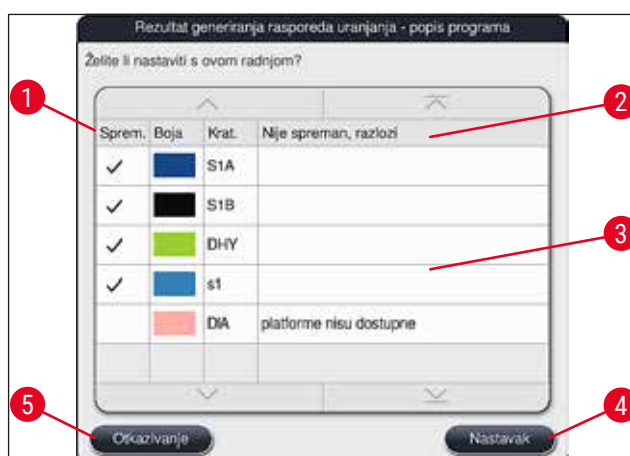 Rezultat generiranja rasporeda uranjanja - popis programa
Želite li nastaviti s ovom radnjom?
1
2
Sprem. Boja Krat. Nije spreman, razlozi
S1A
S1B
DHY
3
s1
DIA platforme nisu dostupne
5
4
Otkazivanje Nastavak